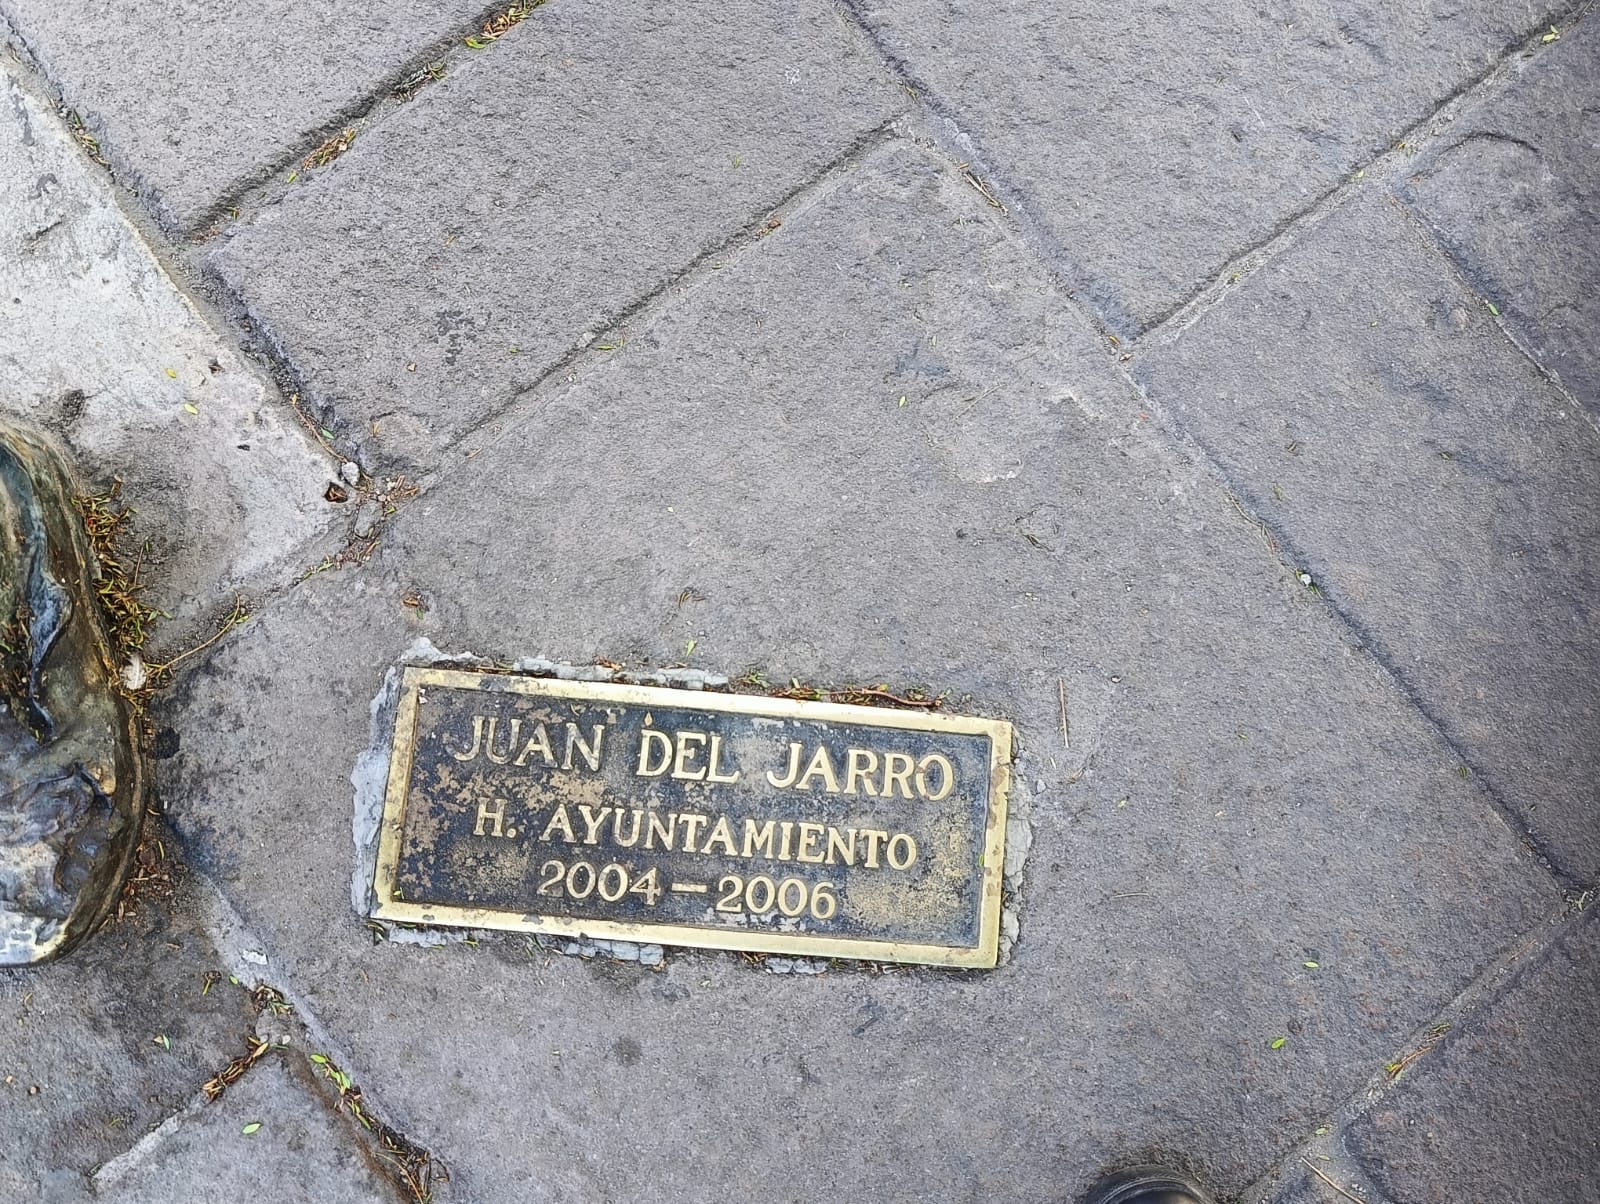 JUAN DEL JARRO
H. AYUNTAMIENTO
2004-2006